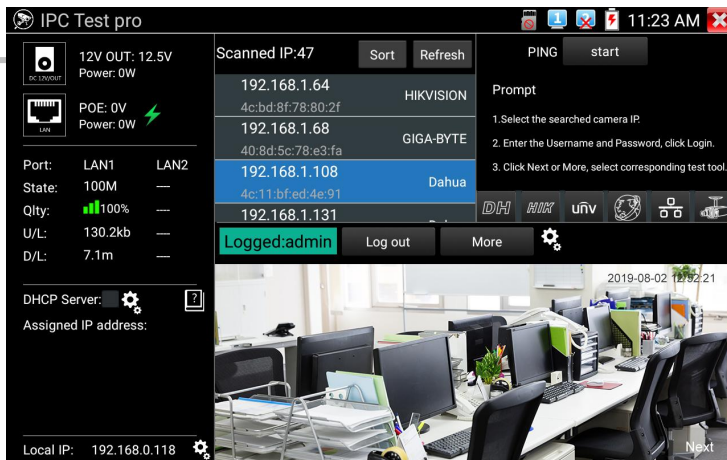 IPC Test pro
11:23 AM
12V OUT: 12.5V
Power: 0W
DC 12V/OUT
POE: 0V
Power: 0W
LAN
Port: LAN1 LAN2
State: 100M ----
Qlty: 100% ----
U/L: 130.2kb ----
D/L: 7.1m ----
DHCP Server: ?
Assigned IP address:
Local IP: 192.168.0.118
Scanned IP:47 Sort Refresh
192.168.1.64
HIKVISION
4c:bd:8f:78:80:2f
192.168.1.68
GIGA-BYTE
40:8d:5c:78:e3:fa
192.168.1.108
Dahua
4c:11:bf:ed:4e:91
192.168.1.131
PING start
Prompt
1.Select the searched camera IP.
2. Enter the Username and Password, click Login.
3. Click Next or More, select corresponding test tool.
DH HIK unv
Logged:admin Log out More
2019-08-02 12:52:21
Next